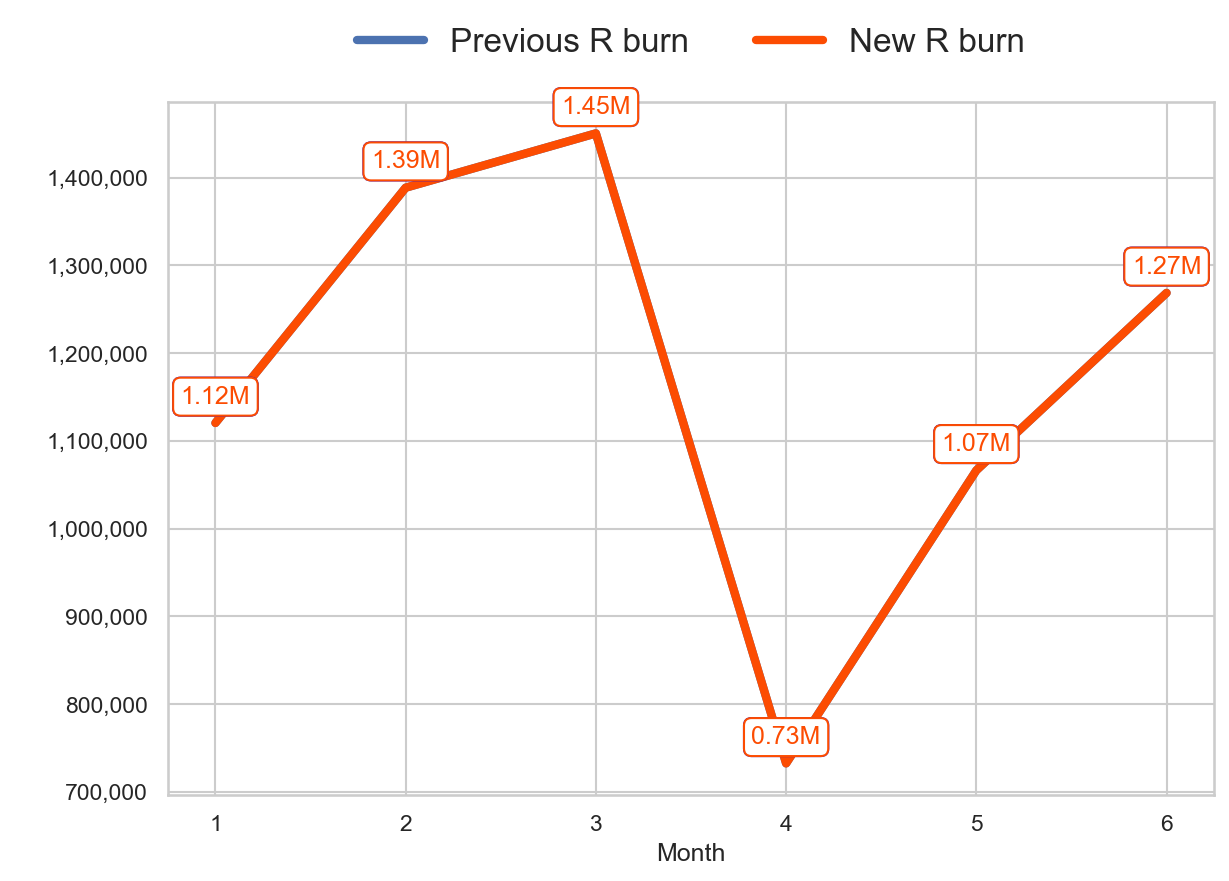 Previous R burn New R burn
1.45M
1.39M
1,400,000
1,300,000
1.27M
1,200,000
1.12M
1,100,000
1.07M
1,000,000
900,000
800,000
0.73M
700,000
1 2 3 4 5 6
Month